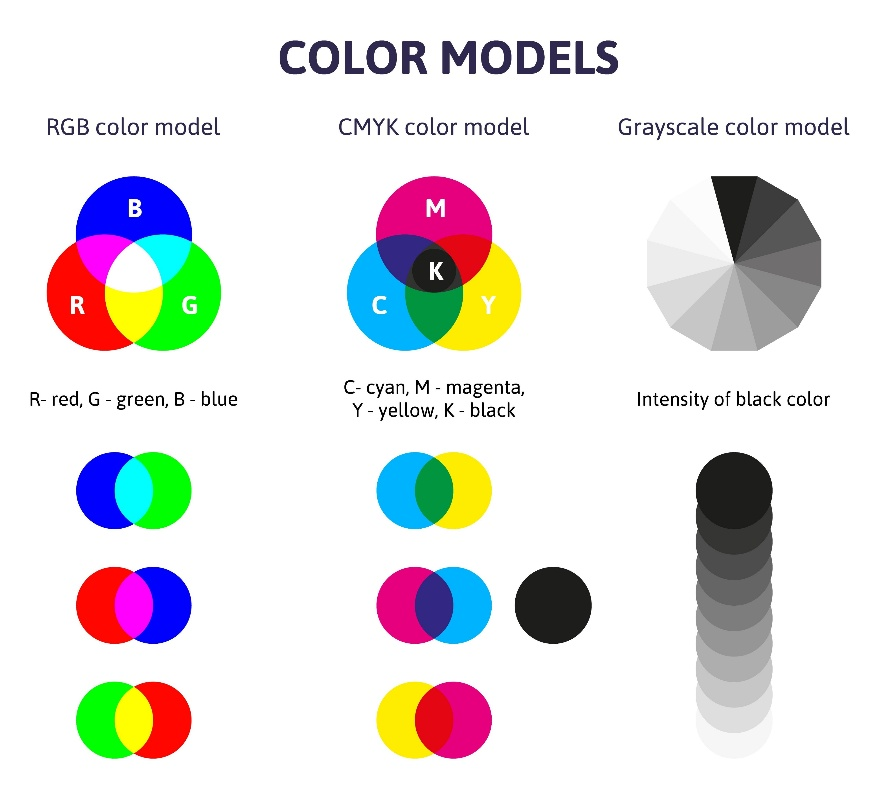 COLOR MODELS
RGB color model
B
R
G
R- red, G - green, B - blue
CMYK color model
M
K
C
Y
C- cyan, M - magenta,
Y - yellow, K - black
Grayscale color model
Intensity of black color